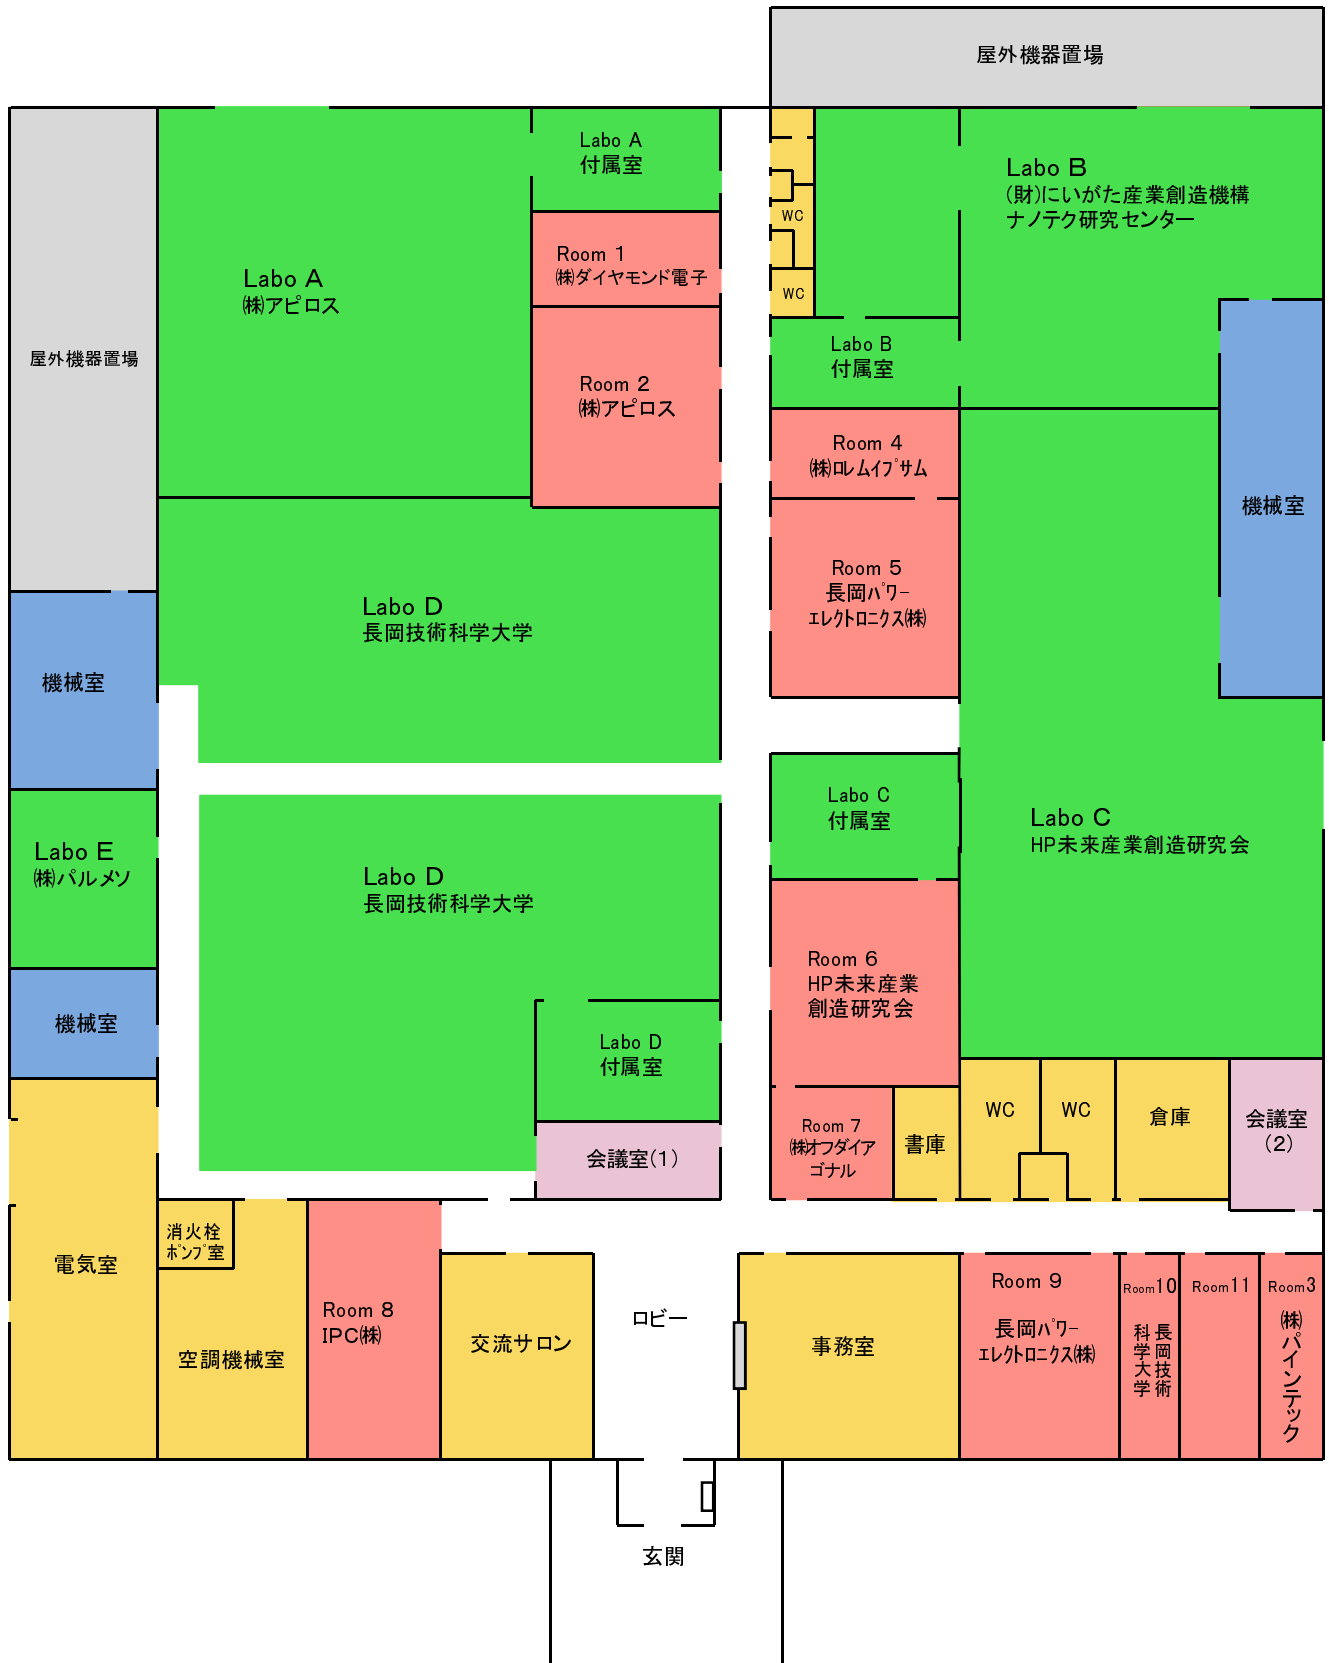 屋外機器置場
Labo A
付属室
Labo B
(財)にいがた産業創造機構
ナノテク研究センター
WC
Room 1
㈱ダイヤモンド電子
Labo A
㈱アピロス
WC
屋外機器置場
Labo B
付属室
Room 2
㈱アピロス
Room 4
㈱ﾛﾚﾑｲﾌﾟｻﾑ
機械室
Room 5
長岡ﾊﾟﾜｰ
ｴﾚｸﾄﾛﾆｸｽ㈱
Labo D
長岡技術科学大学
機械室
Labo C
付属室
Labo C
HP未来産業創造研究会
Labo E
㈱パルメソ
Labo D
長岡技術科学大学
Room 6
HP未来産業
創造研究会
機械室
Labo D
付属室
Room 7
㈱オフダイア
ゴナル
書庫
WC
WC
倉庫
会議室
(2)
会議室(1)
消火栓
ﾎﾟﾝﾌﾟ室
電気室
Room 8
IPC㈱
空調機械室
交流サロン
ロビー
事務室
Room 9
長岡ﾊﾟﾜｰ
ｴﾚｸﾄﾛﾆｸｽ㈱
Room10
長岡技術
科学大学
Room11
Room3
㈱パインテック
玄関